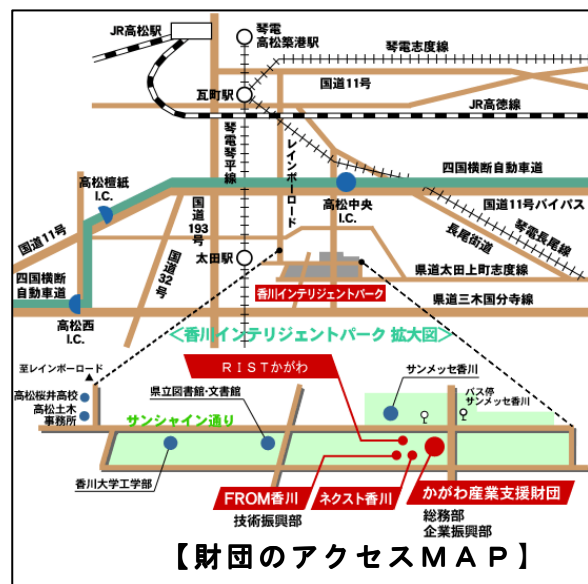 JR高松駅
琴電
高松築港駅
琴電志度線
国道11号
瓦町駅
JR高徳線
琴電琴平線
レインボーロード
四国横断自動車道
高松檀紙
I.C.
高松中央
I.C.
国道11号バイパス
国道
193
号
国道11号
長尾街道
琴電長尾線
太田駅
国道32号
県道太田上町志度線
四国横断
自動車道
香川インテリジェントパーク
県道三木国分寺線
高松西
I.C.
<香川インテリジェントパーク 拡大図>
至レインボーロード
RISTかがわ
サンメッセ香川
高松桜井高校
高松土木
事務所
県立図書館・文書館
バス停
サンメッセ香川
サンシャイン通り
香川大学工学部
FROM香川
ネクスト香川
かがわ産業支援財団
技術振興部
総務部
企業振興部
【財団のアクセスMAP】